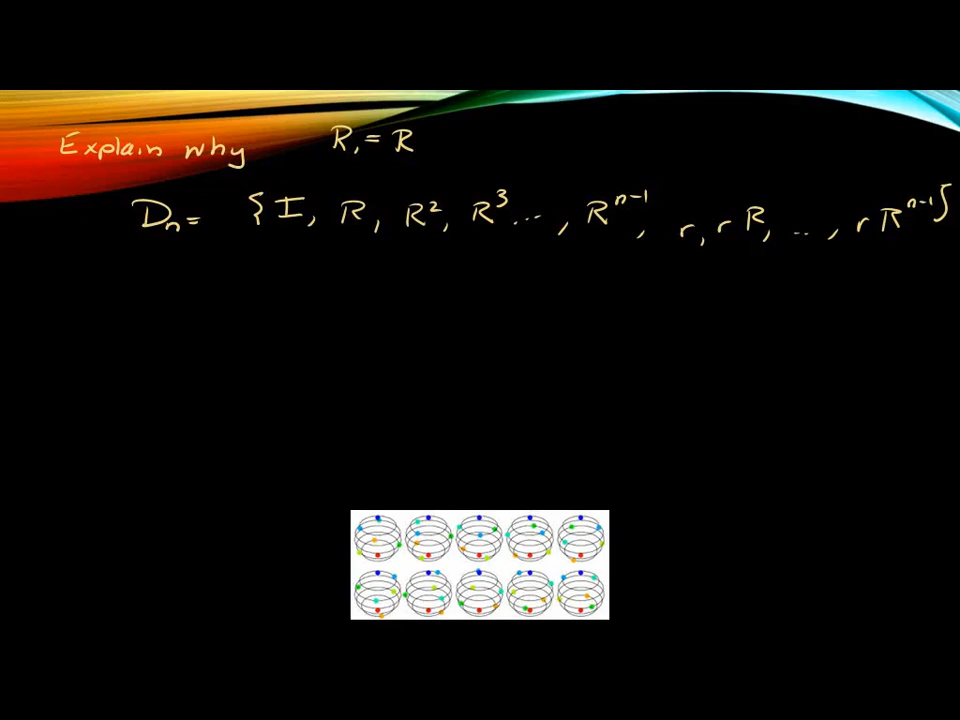 Explain why R₁ = R
Dₙ = {I, R, R², R³ ..., Rⁿ⁻¹, r, rR, .., rRⁿ⁻¹}